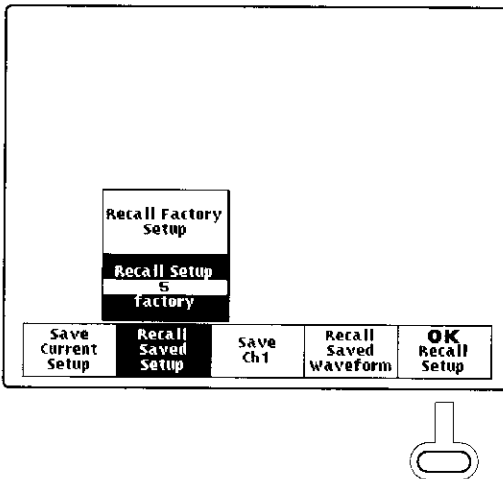 Recall Factory
Setup
Recall Setup
5
factory
Save
Current
Setup
Recall
Saved
Setup
Save
Ch1
Recall
Saved
Waveform
OK
Recall
Setup